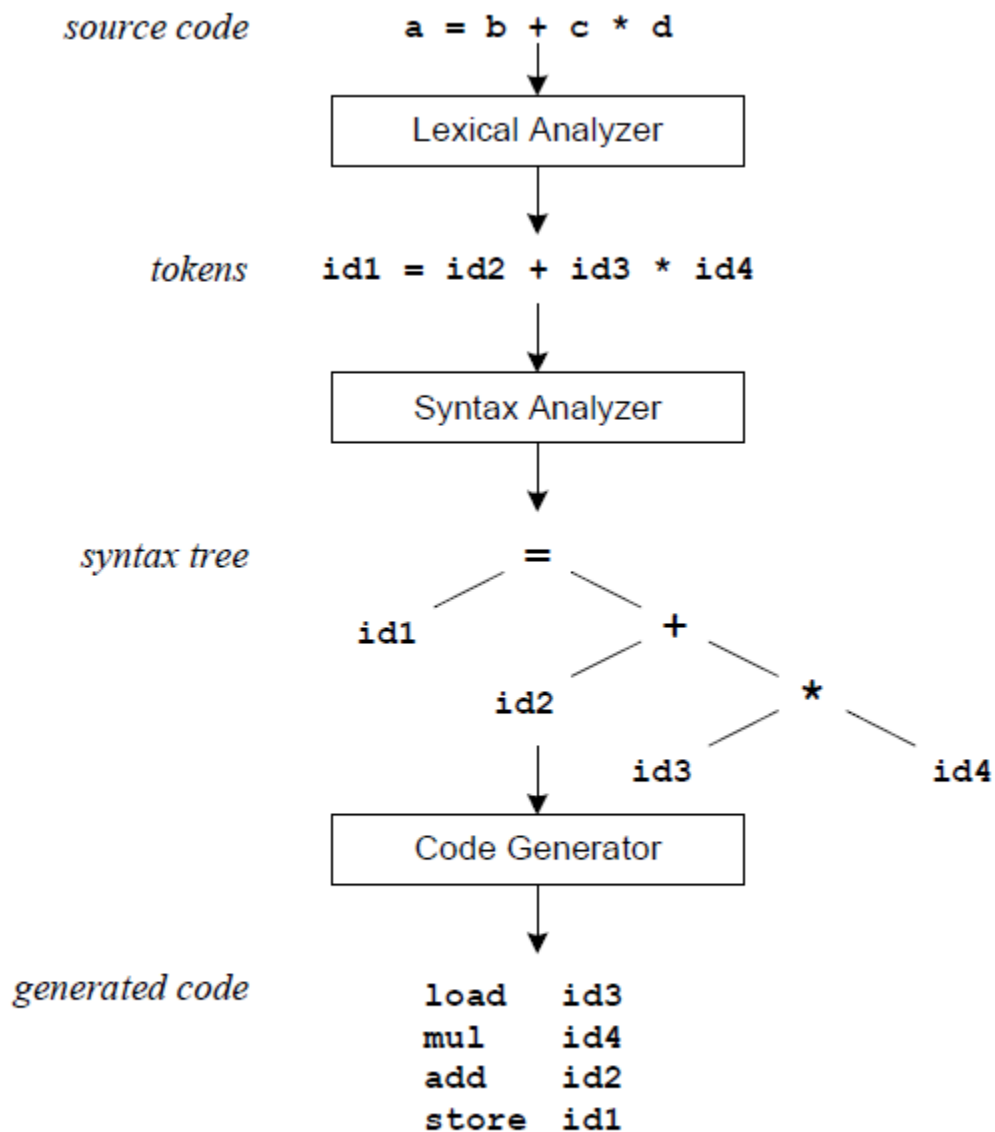 source code a = b + c * d
Lexical Analyzer
tokens id1 = id2 + id3 * id4
Syntax Analyzer
syntax tree =
id1 +
id2 *
id3 id4
Code Generator
generated code load id3
mul id4
add id2
store id1